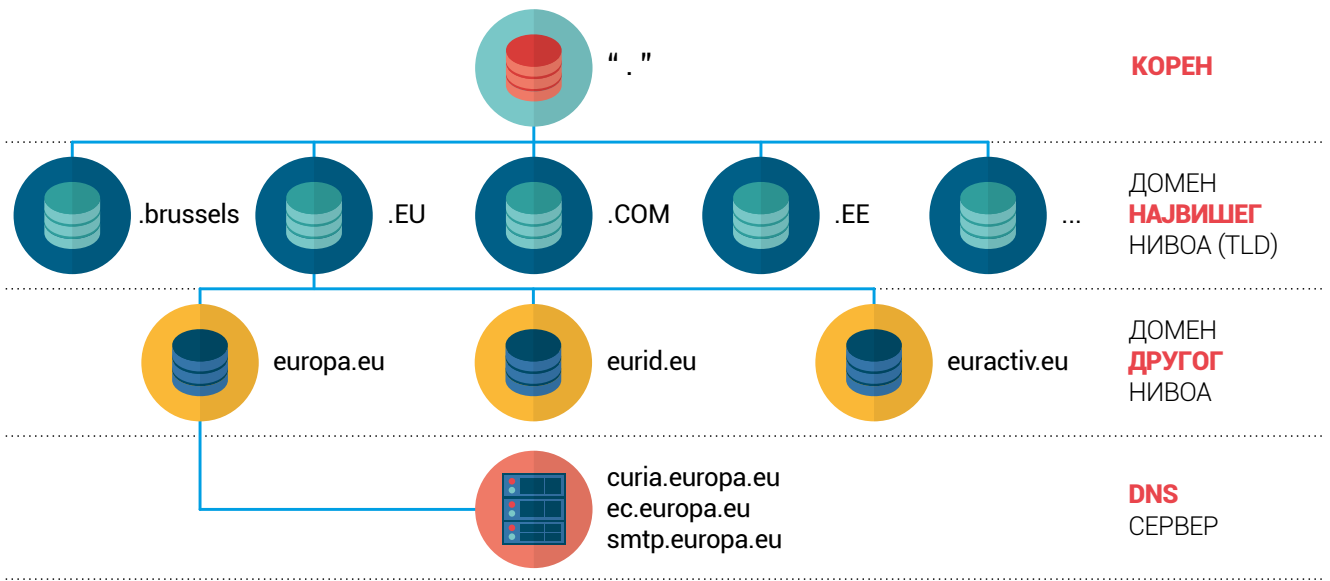 “ . ”
КОРЕН
.brussels
.EU
.COM
.EE
...
ДОМЕН
НАЈВИШЕГ
НИВОА (TLD)
europa.eu
eurid.eu
euractiv.eu
ДОМЕН
ДРУГОГ
НИВОА
curia.europa.eu
ec.europa.eu
smtp.europa.eu
DNS
СЕРВЕР